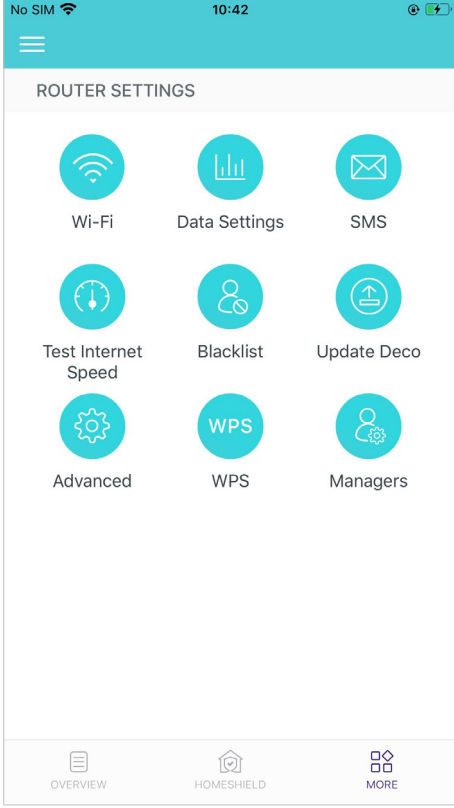 No SIM 10:42
ROUTER SETTINGS
Wi-Fi Data Settings SMS
Test Internet Speed Blacklist Update Deco
WPS
Advanced WPS Managers
OVERVIEW HOMESHIELD MORE